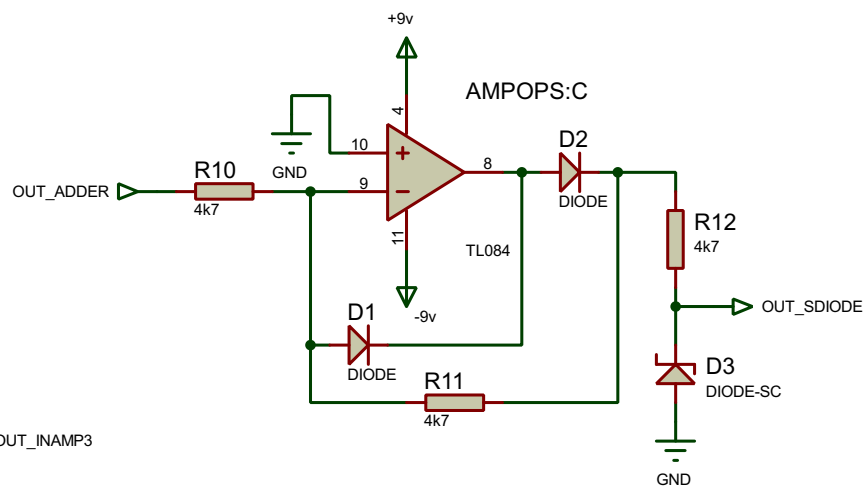 +9v
AMPOPS:C
4
10
D2
8
GND
R10
9
OUT_ADDER
4k7
DIODE
R12
4k7
11
TL084
D1
-9v
OUT_SDIODE
DIODE
R11
D3
DIODE-SC
4k7
OUT_INAMP3
GND